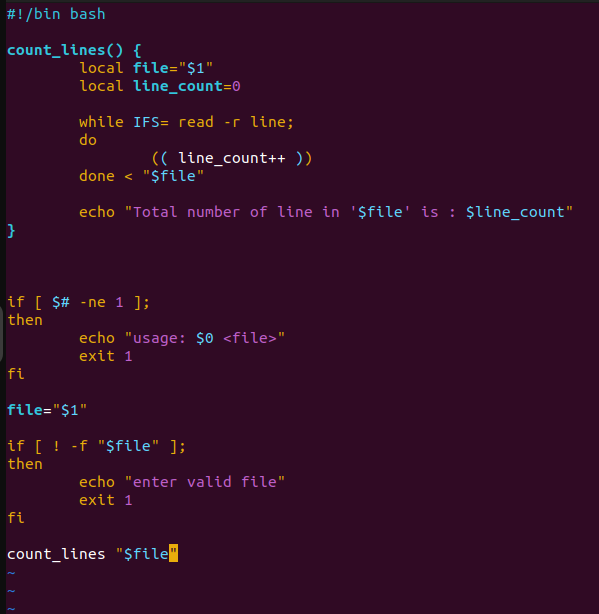 #!/bin bash
count_lines() {
local file="$1"
local line_count=0
while IFS= read -r line;
do
(( line_count++ ))
done < "$file"
echo "Total number of line in '$file' is : $line_count"
}
if [ $# -ne 1 ];
then
echo "usage: $0 <file>"
exit 1
fi
file="$1"
if [ ! -f "$file" ];
then
echo "enter valid file"
exit 1
fi
count_lines "$file"
~
~
~